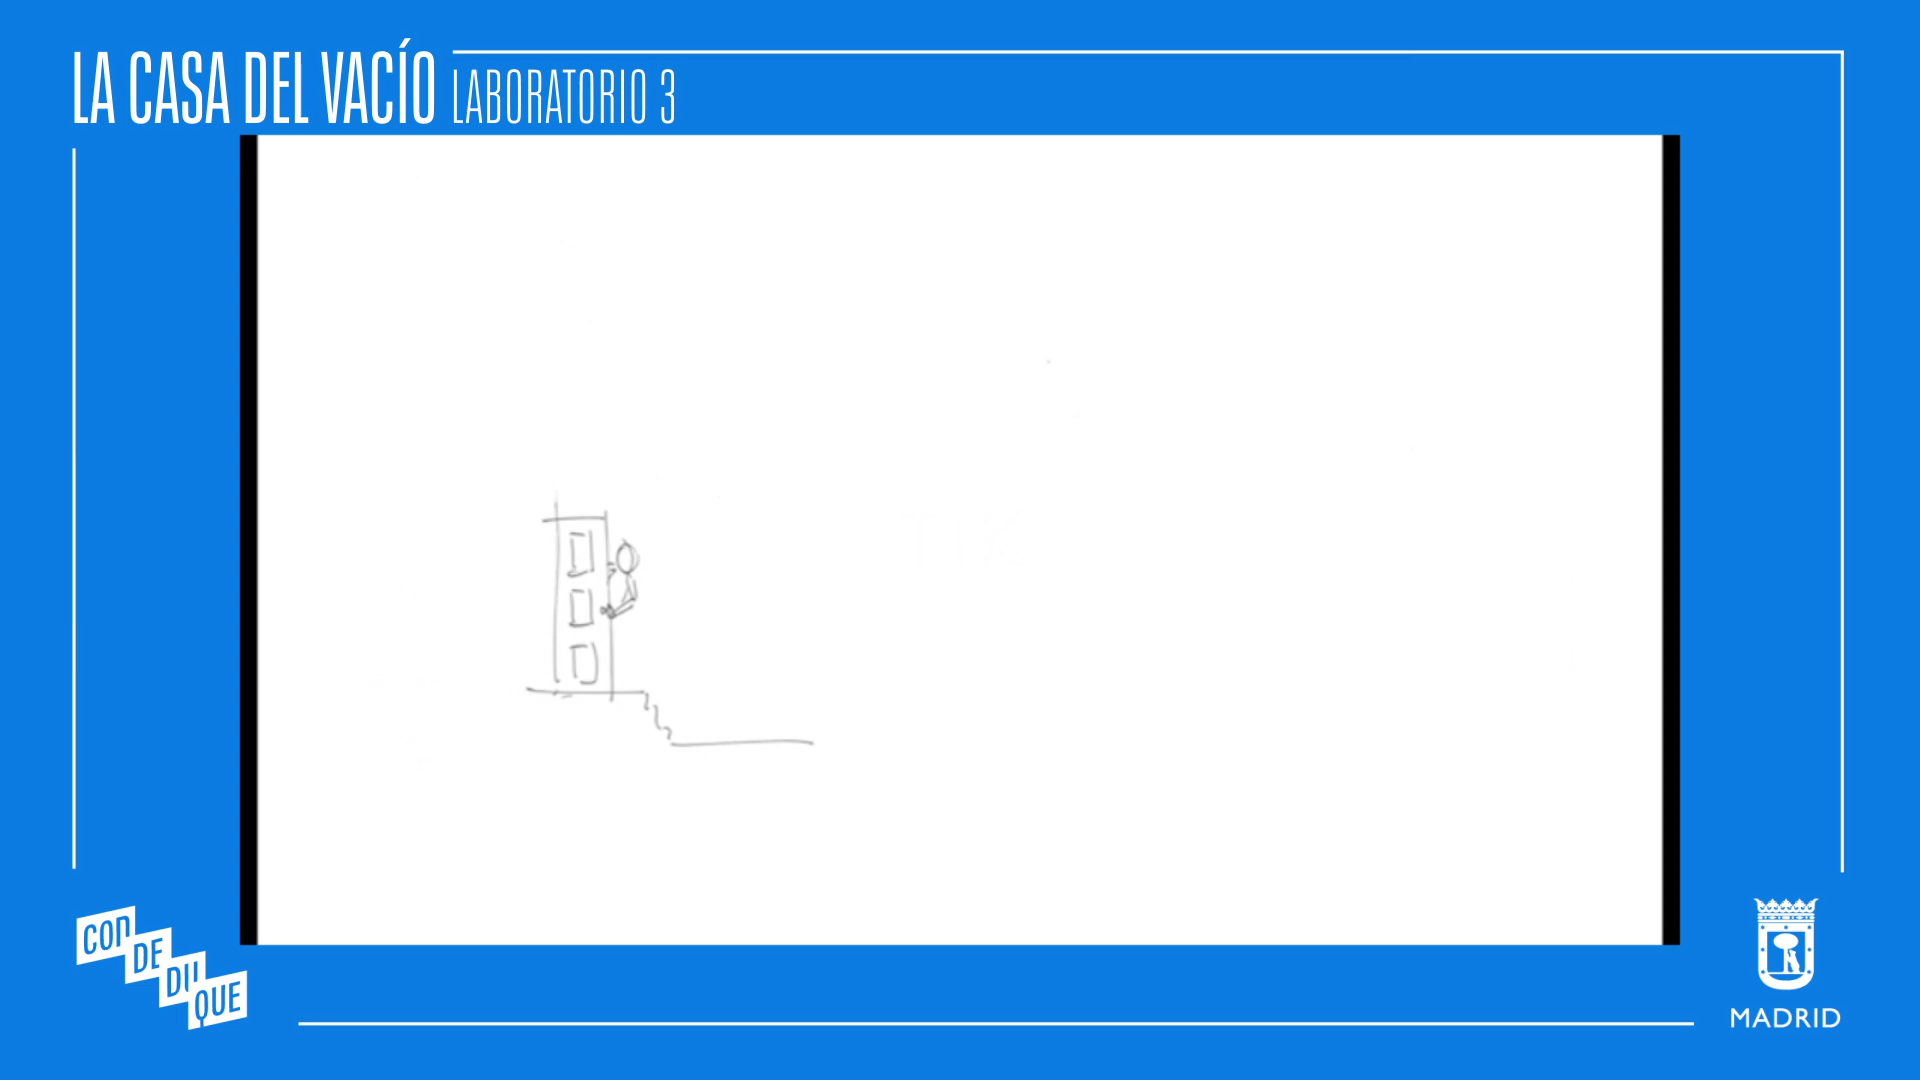 LA CASA DEL VACÍO LABORATORIO 3
CON
DE
DU
QUE
MADRID